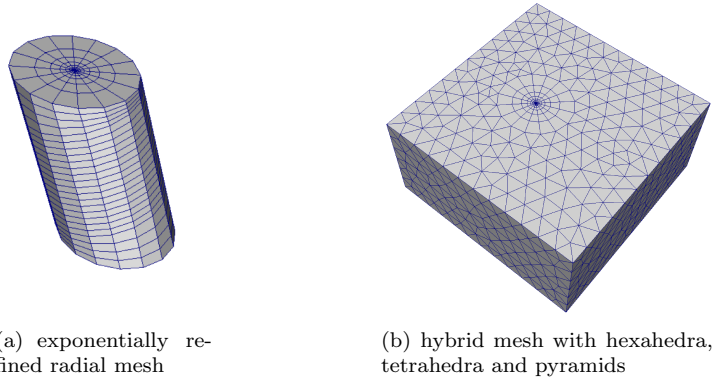 (a) exponentially re-
fined radial mesh
(b) hybrid mesh with hexahedra,
tetrahedra and pyramids